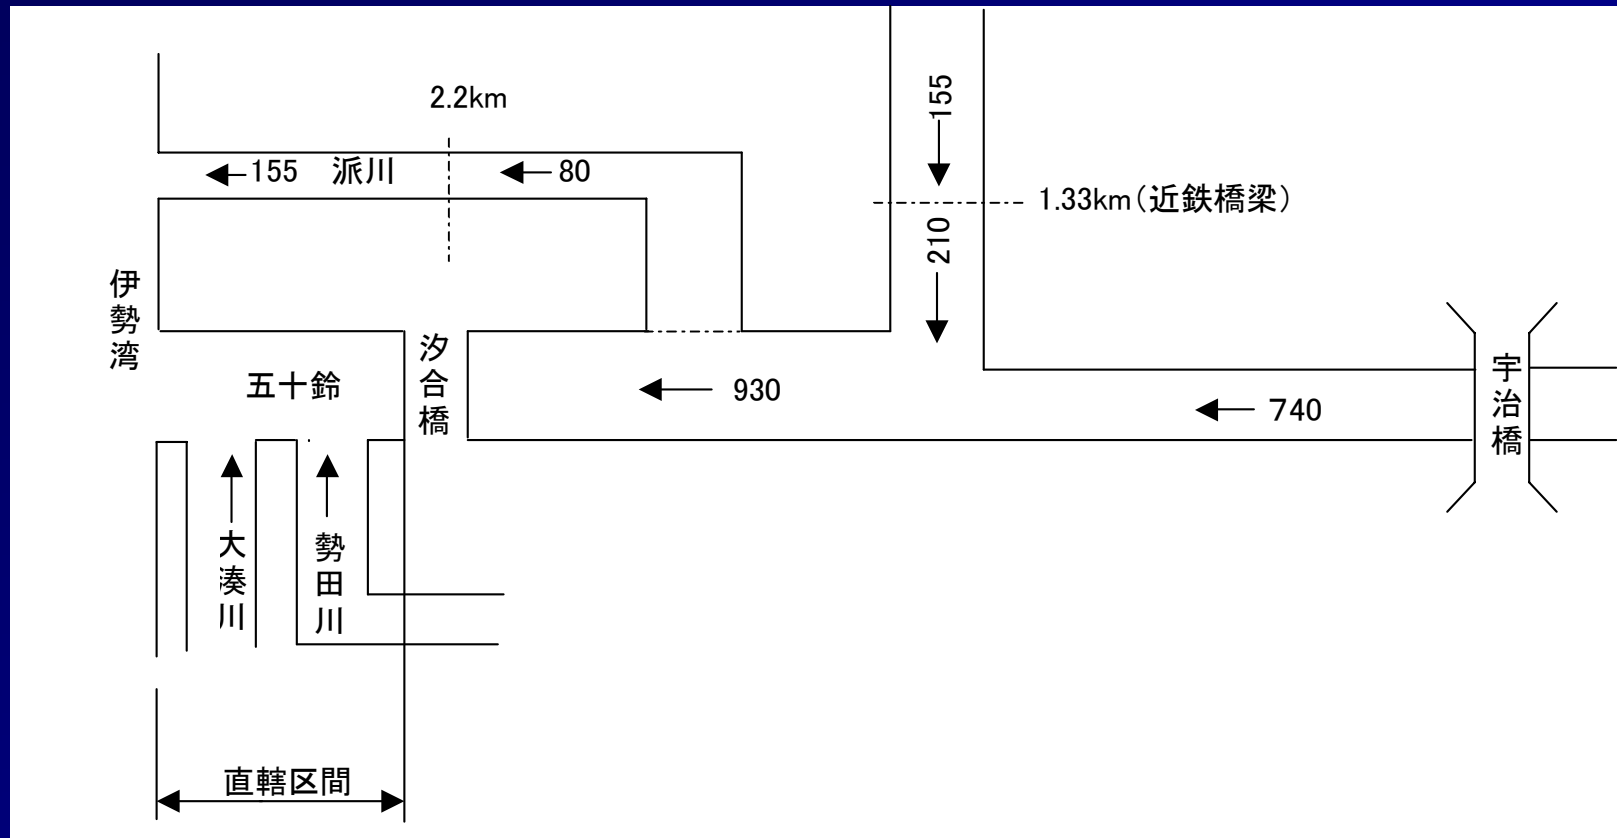 2.2km
155 派川
80
155
1.33km(近鉄橋梁)
210
伊勢湾
五十鈴
汐合橋
930
740
宇治橋
大湊川
勢田川
直轄区間